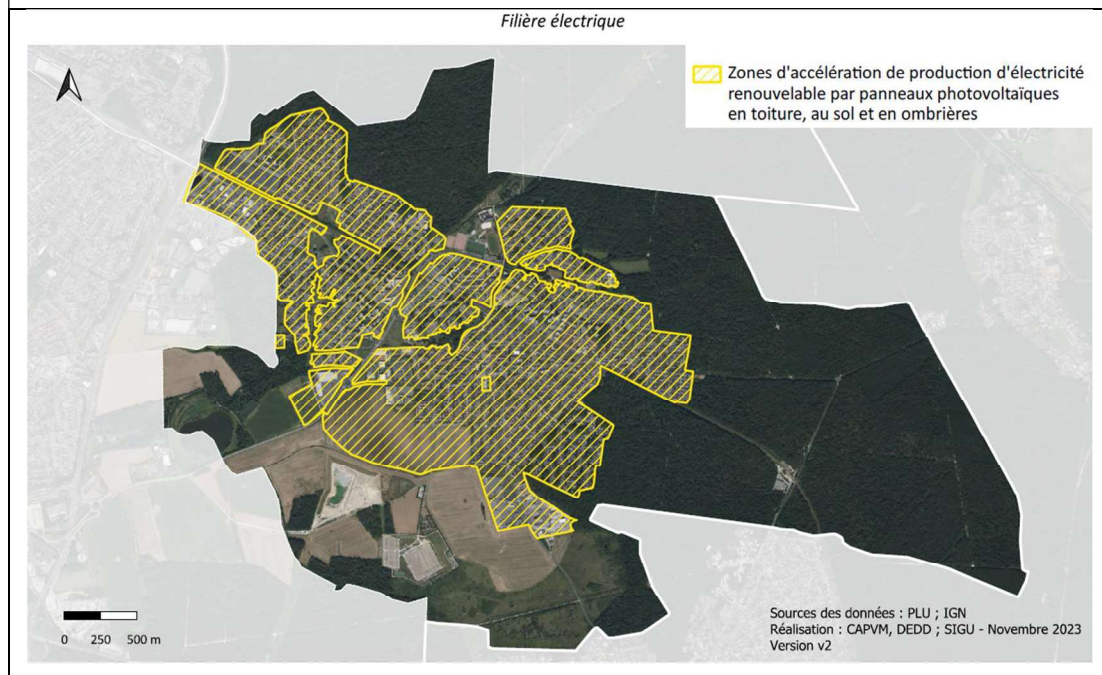 Filière électrique
Zones d'accélération de production d'électricité
renouvelable par panneaux photovoltaïques
en toiture, au sol et en ombrières
0 250 500 m
Sources des données : PLU ; IGN
Réalisation : CAPVM, DEDD ; SIGU - Novembre 2023
Version v2